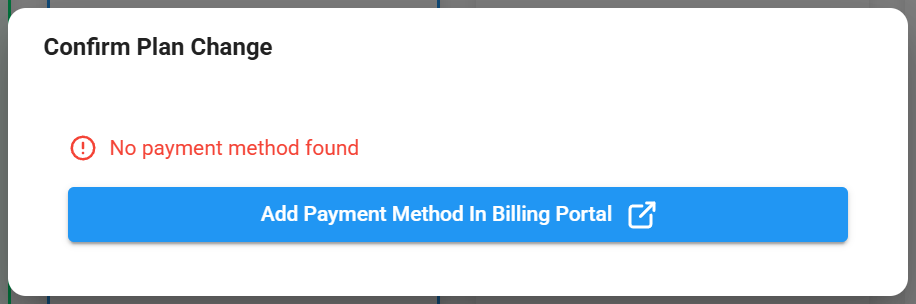 Confirm Plan Change
No payment method found
Add Payment Method In Billing Portal